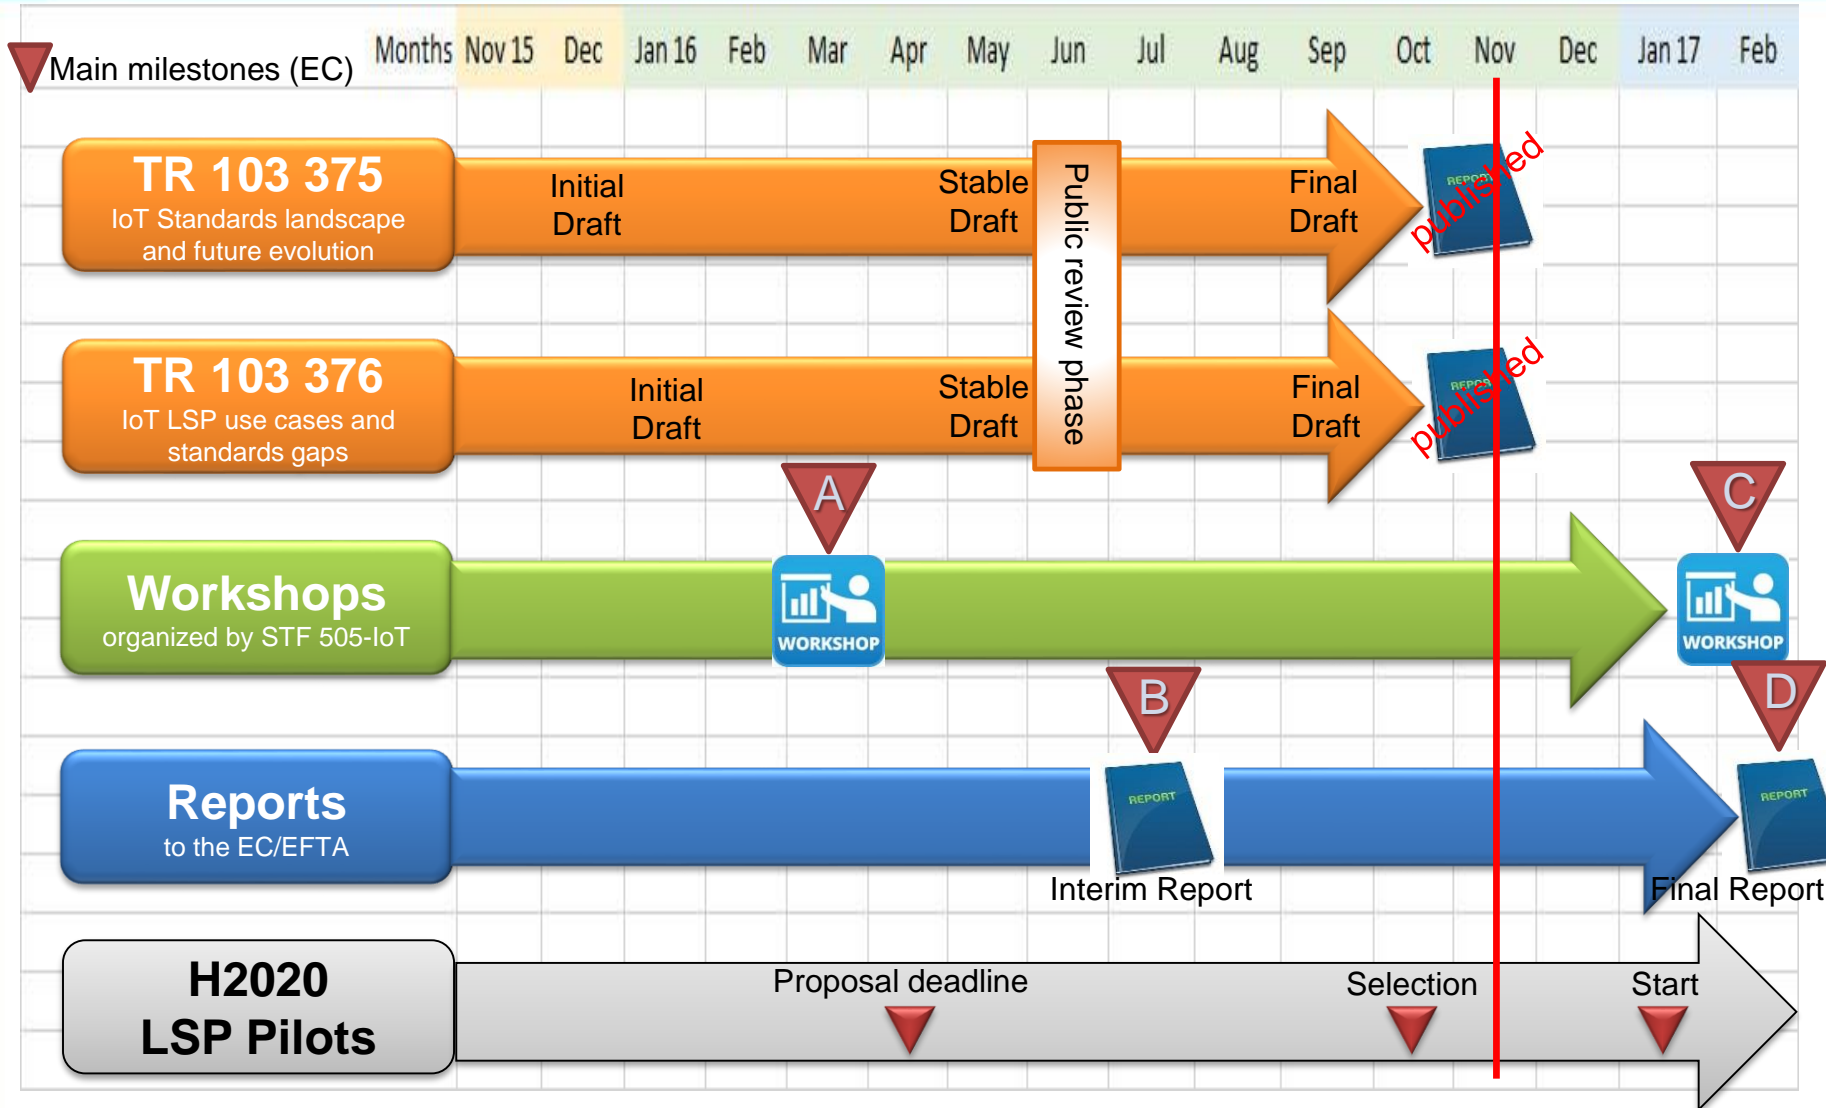 Main milestones (EC)
Months Nov 15 Dec Jan 16 Feb Mar Apr May Jun Jul Aug Sep Oct Nov Dec Jan 17 Feb
TR 103 375
IoT Standards landscape
and future evolution
Initial
Draft
Stable
Draft
Public review phase
Final
Draft
REPORT
published
TR 103 376
IoT LSP use cases and
standards gaps
Initial
Draft
Stable
Draft
Final
Draft
REPORT
published
A
C
Workshops
organized by STF 505-IoT
WORKSHOP
WORKSHOP
B
D
Reports
to the EC/EFTA
REPORT
REPORT
Interim Report
Final Report
H2020
LSP Pilots
Proposal deadline
Selection
Start